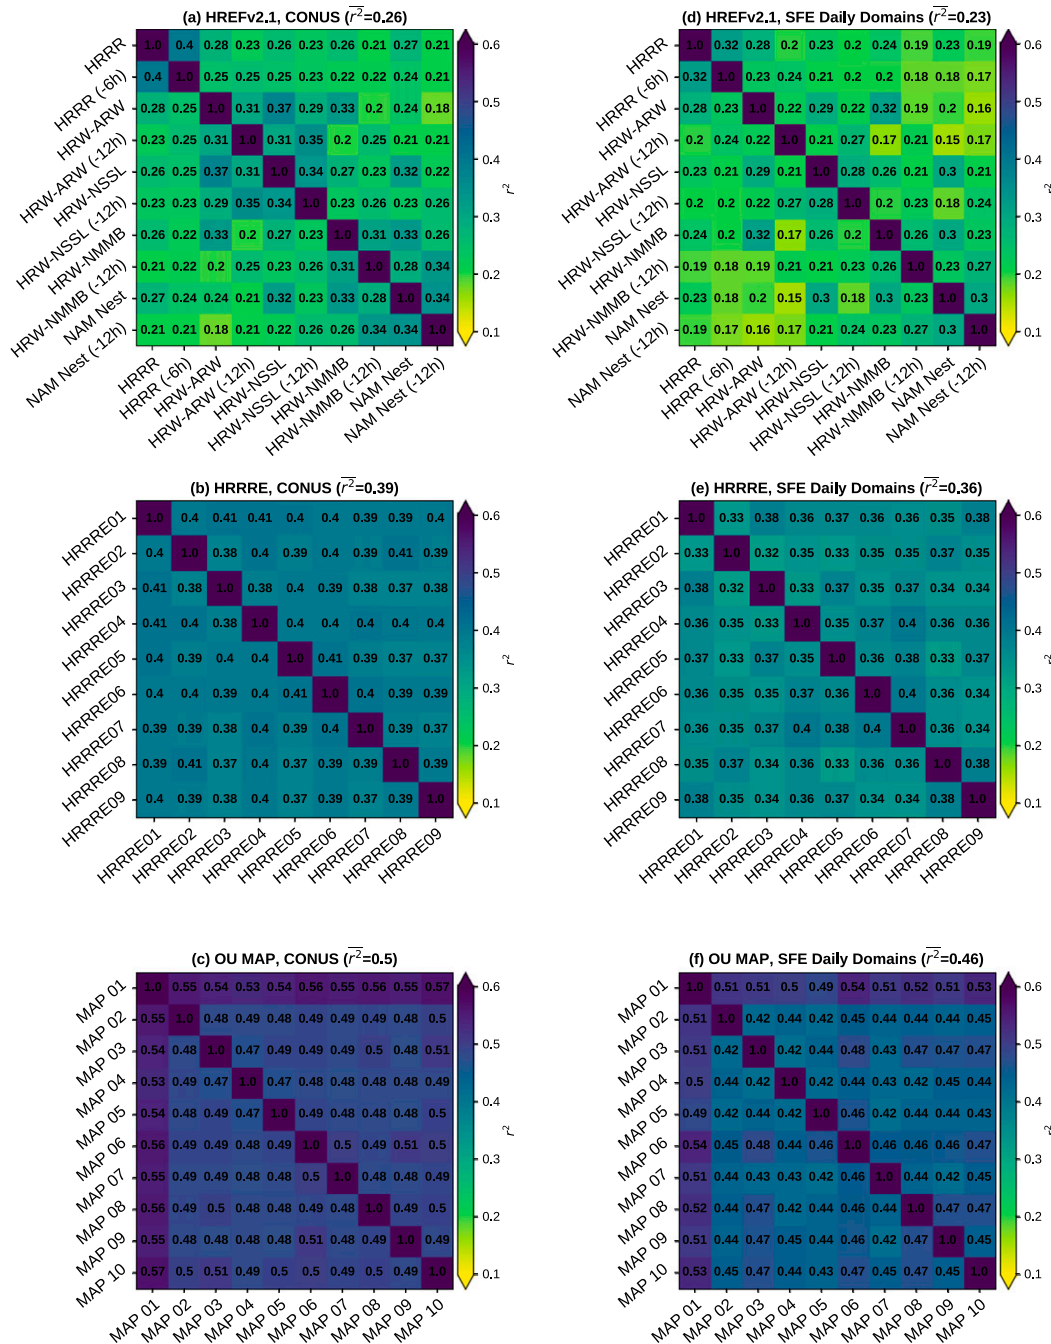 (a) HREFv2.1, CONUS (r²=0.26)
HRRR 1.0 0.4 0.28 0.23 0.26 0.23 0.26 0.21 0.27 0.21
HRRR (-6h) 0.4 1.0 0.25 0.25 0.25 0.23 0.22 0.22 0.24 0.21
HRW-ARW 0.28 0.25 1.0 0.31 0.37 0.29 0.33 0.2 0.24 0.18
HRW-ARW (-12h) 0.23 0.25 0.31 1.0 0.31 0.35 0.2 0.25 0.21 0.21
HRW-NSSL 0.26 0.25 0.37 0.31 1.0 0.34 0.27 0.23 0.32 0.22
HRW-NSSL (-12h) 0.23 0.23 0.29 0.35 0.34 1.0 0.23 0.26 0.23 0.26
HRW-NMMB 0.26 0.22 0.33 0.2 0.27 0.23 1.0 0.31 0.33 0.26
HRW-NMMB (-12h) 0.21 0.22 0.2 0.25 0.23 0.26 0.31 1.0 0.28 0.34
NAM Nest 0.27 0.24 0.24 0.21 0.32 0.23 0.33 0.28 1.0 0.34
NAM Nest (-12h) 0.21 0.21 0.18 0.21 0.22 0.26 0.26 0.34 0.34 1.0
HRRR HRRR (-6h) HRW-ARW HRW-ARW (-12h) HRW-NSSL HRW-NSSL (-12h) HRW-NMMB HRW-NMMB (-12h) NAM Nest NAM Nest (-12h)
0.6
0.5
0.4
0.3
0.2
0.1
r²
(d) HREFv2.1, SFE Daily Domains (r²=0.23)
HRRR 1.0 0.32 0.28 0.2 0.23 0.2 0.24 0.19 0.23 0.19
HRRR (-6h) 0.32 1.0 0.23 0.24 0.21 0.2 0.2 0.18 0.18 0.17
HRW-ARW 0.28 0.23 1.0 0.22 0.29 0.22 0.32 0.19 0.2 0.16
HRW-ARW (-12h) 0.2 0.24 0.22 1.0 0.21 0.27 0.17 0.21 0.15 0.17
HRW-NSSL 0.23 0.21 0.29 0.21 1.0 0.28 0.26 0.21 0.3 0.21
HRW-NSSL (-12h) 0.2 0.2 0.22 0.27 0.28 1.0 0.2 0.23 0.18 0.24
HRW-NMMB 0.24 0.2 0.32 0.17 0.26 0.2 1.0 0.26 0.3 0.23
HRW-NMMB (-12h) 0.19 0.18 0.19 0.21 0.21 0.23 0.26 1.0 0.23 0.27
NAM Nest 0.23 0.18 0.2 0.15 0.3 0.18 0.3 0.23 1.0 0.3
NAM Nest (-12h) 0.19 0.17 0.16 0.17 0.21 0.24 0.23 0.27 0.3 1.0
HRRR HRRR (-6h) HRW-ARW HRW-ARW (-12h) HRW-NSSL HRW-NSSL (-12h) HRW-NMMB HRW-NMMB (-12h) NAM Nest NAM Nest (-12h)
0.6
0.5
0.4
0.3
0.2
0.1
r²
(b) HRRRE, CONUS (r²=0.39)
HRRRE01 1.0 0.4 0.41 0.41 0.4 0.4 0.39 0.39 0.4
HRRRE02 0.4 1.0 0.38 0.4 0.39 0.4 0.39 0.41 0.39
HRRRE03 0.41 0.38 1.0 0.38 0.4 0.39 0.38 0.37 0.38
HRRRE04 0.41 0.4 0.38 1.0 0.4 0.4 0.4 0.4 0.4
HRRRE05 0.4 0.39 0.4 0.4 1.0 0.41 0.39 0.37 0.37
HRRRE06 0.4 0.4 0.39 0.4 0.41 1.0 0.4 0.39 0.39
HRRRE07 0.39 0.39 0.38 0.4 0.39 0.4 1.0 0.39 0.37
HRRRE08 0.39 0.41 0.37 0.4 0.37 0.39 0.39 1.0 0.39
HRRRE09 0.4 0.39 0.38 0.4 0.37 0.39 0.37 0.39 1.0
HRRRE01 HRRRE02 HRRRE03 HRRRE04 HRRRE05 HRRRE06 HRRRE07 HRRRE08 HRRRE09
0.6
0.5
0.4
0.3
0.2
0.1
r²
(e) HRRRE, SFE Daily Domains (r²=0.36)
HRRRE01 1.0 0.33 0.38 0.36 0.37 0.36 0.36 0.35 0.38
HRRRE02 0.33 1.0 0.32 0.35 0.33 0.35 0.35 0.37 0.35
HRRRE03 0.38 0.32 1.0 0.33 0.37 0.35 0.37 0.34 0.34
HRRRE04 0.36 0.35 0.33 1.0 0.35 0.37 0.4 0.36 0.36
HRRRE05 0.37 0.33 0.37 0.35 1.0 0.36 0.38 0.33 0.37
HRRRE06 0.36 0.35 0.35 0.37 0.36 1.0 0.4 0.36 0.34
HRRRE07 0.36 0.35 0.37 0.4 0.38 0.4 1.0 0.36 0.34
HRRRE08 0.35 0.37 0.34 0.36 0.33 0.36 0.36 1.0 0.38
HRRRE09 0.38 0.35 0.34 0.36 0.37 0.34 0.34 0.38 1.0
HRRRE01 HRRRE02 HRRRE03 HRRRE04 HRRRE05 HRRRE06 HRRRE07 HRRRE08 HRRRE09
0.6
0.5
0.4
0.3
0.2
0.1
r²
(c) OU MAP, CONUS (r²=0.5)
MAP 01 1.0 0.55 0.54 0.53 0.54 0.56 0.55 0.56 0.55 0.57
MAP 02 0.55 1.0 0.48 0.49 0.48 0.49 0.49 0.49 0.48 0.5
MAP 03 0.54 0.48 1.0 0.47 0.49 0.49 0.49 0.5 0.48 0.51
MAP 04 0.53 0.49 0.47 1.0 0.47 0.48 0.48 0.48 0.48 0.49
MAP 05 0.54 0.48 0.49 0.47 1.0 0.49 0.48 0.48 0.48 0.5
MAP 06 0.56 0.49 0.49 0.48 0.49 1.0 0.5 0.49 0.51 0.5
MAP 07 0.55 0.49 0.49 0.48 0.48 0.5 1.0 0.48 0.48 0.49
MAP 08 0.56 0.49 0.5 0.48 0.48 0.49 0.48 1.0 0.49 0.5
MAP 09 0.55 0.48 0.48 0.48 0.48 0.51 0.48 0.49 1.0 0.49
MAP 10 0.57 0.5 0.51 0.49 0.5 0.5 0.49 0.5 0.49 1.0
MAP 01 MAP 02 MAP 03 MAP 04 MAP 05 MAP 06 MAP 07 MAP 08 MAP 09 MAP 10
0.6
0.5
0.4
0.3
0.2
0.1
r²
(f) OU MAP, SFE Daily Domains (r²=0.46)
MAP 01 1.0 0.51 0.51 0.5 0.49 0.54 0.51 0.52 0.51 0.53
MAP 02 0.51 1.0 0.42 0.44 0.42 0.45 0.44 0.44 0.44 0.45
MAP 03 0.51 0.42 1.0 0.42 0.44 0.48 0.43 0.47 0.47 0.47
MAP 04 0.5 0.44 0.42 1.0 0.42 0.44 0.43 0.42 0.45 0.44
MAP 05 0.49 0.42 0.44 0.42 1.0 0.46 0.42 0.44 0.44 0.43
MAP 06 0.54 0.45 0.48 0.44 0.46 1.0 0.46 0.46 0.46 0.47
MAP 07 0.51 0.44 0.43 0.43 0.42 0.46 1.0 0.44 0.42 0.45
MAP 08 0.52 0.44 0.47 0.42 0.44 0.46 0.44 1.0 0.47 0.47
MAP 09 0.51 0.44 0.47 0.45 0.44 0.46 0.42 0.47 1.0 0.45
MAP 10 0.53 0.45 0.47 0.44 0.43 0.47 0.45 0.47 0.45 1.0
MAP 01 MAP 02 MAP 03 MAP 04 MAP 05 MAP 06 MAP 07 MAP 08 MAP 09 MAP 10
0.6
0.5
0.4
0.3
0.2
0.1
r²